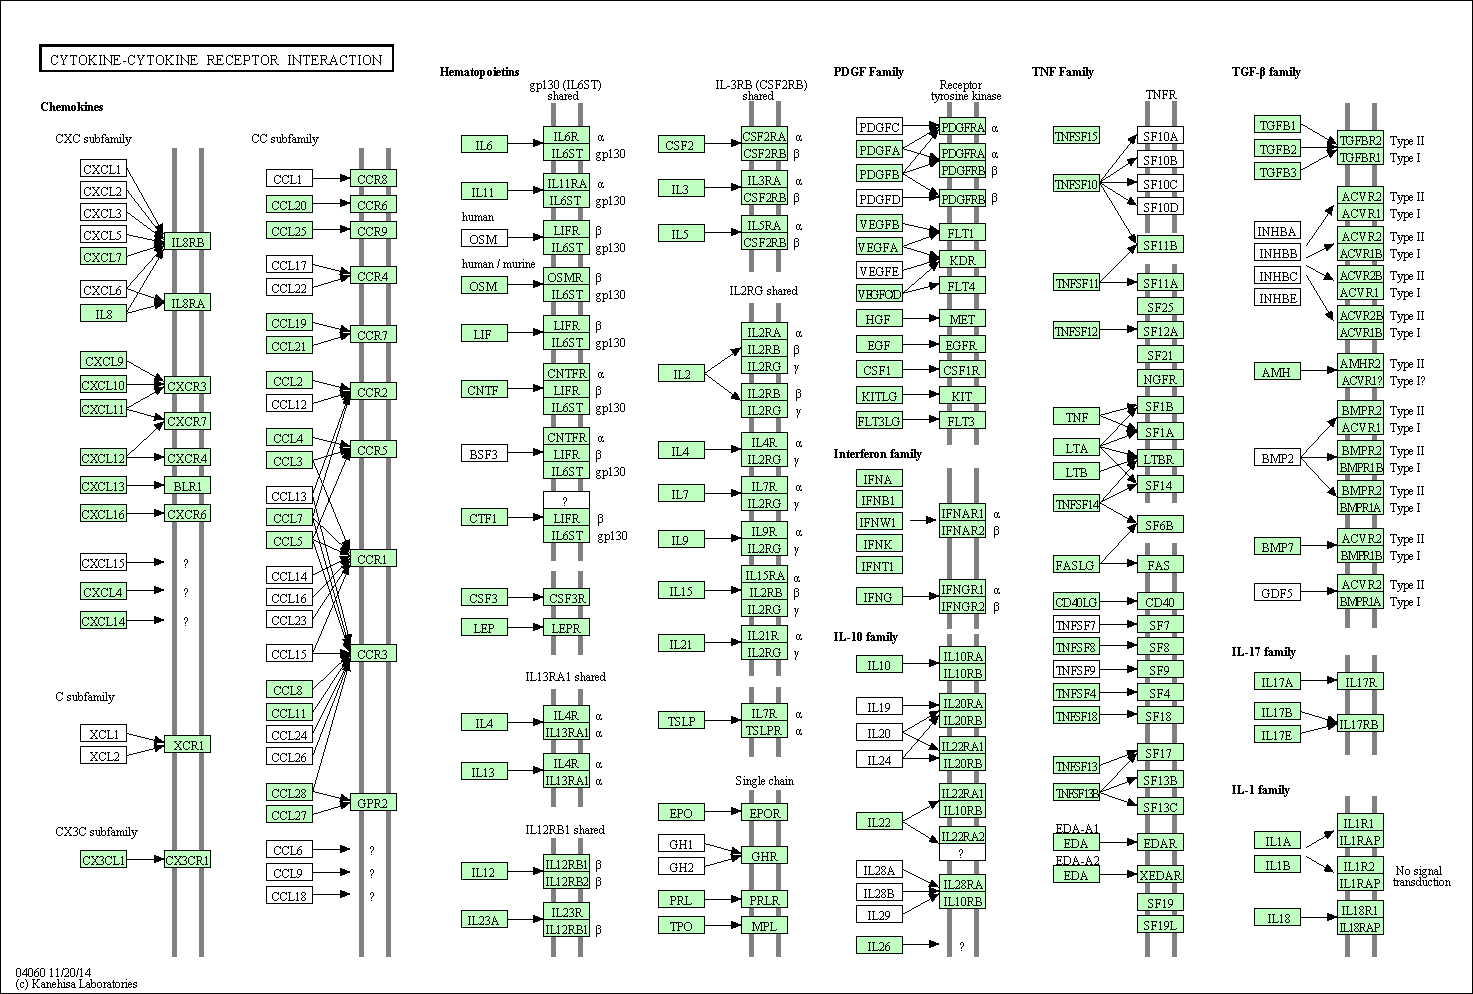 CYTOKINE-CYTOKINE RECEPTOR INTERACTION
Chemokines
CXC subfamily
CXCL1
CXCL2
CXCL3
CXCL5
CXCL7
IL8RB
CXCL6
IL8
IL8RA
CXCL9
CXCL10
CXCL11
CXCR3
CXCR7
CXCL12
CXCR4
CXCL13
BLR1
CXCL16
CXCR6
CXCL15
?
CXCL4
?
CXCL14
?
C subfamily
XCL1
XCL2
XCR1
CX3C subfamily
CX3CL1
CX3CR1
CC subfamily
CCL1
CCR8
CCL20
CCR6
CCL25
CCR9
CCL17
CCL22
CCR4
CCL19
CCL21
CCR7
CCL2
CCL12
CCR2
CCL4
CCL3
CCR5
CCL13
CCL7
CCL5
CCR1
CCL14
CCL16
CCL23
CCL15
CCR3
CCL8
CCL11
CCL24
CCL26
CCL28
CCL27
GPR2
CCL6
?
CCL9
?
CCL18
?
Hematopoietins
gp130 (IL6ST)
shared
IL6
IL6R α
IL6ST gp130
IL11
IL11RA α
IL6ST gp130
human
OSM
LIFR β
IL6ST gp130
human / murine
OSM
OSMR β
IL6ST gp130
LIF
LIFR β
IL6ST gp130
CNTF
CNTFR α
LIFR β
IL6ST gp130
BSF3
CNTFR α
LIFR β
IL6ST gp130
CTF1
?
LIFR β
IL6ST gp130
CSF3
CSF3R
LEP
LEPR
IL13RA1 shared
IL4
IL4R α
IL13RA1 α
IL13
IL4R α
IL13RA1 α
IL12RB1 shared
IL12
IL12RB1 β
IL12RB2 β
IL23A
IL23R
IL12RB1 β
IL-3RB (CSF2RB)
shared
CSF2
CSF2RA α
CSF2RB β
IL3
IL3RA α
CSF2RB β
IL5
IL5RA α
CSF2RB β
IL2RG shared
IL2
IL2RA α
IL2RB β
IL2RG γ
IL2RB β
IL2RG γ
IL4
IL4R α
IL2RG γ
IL7
IL7R α
IL2RG γ
IL9
IL9R α
IL2RG γ
IL15
IL15RA α
IL2RB β
IL2RG γ
IL21
IL21R α
IL2RG γ
TSLP
IL7R α
TSLPR α
Single chain
EPO
EPOR
GH1
GH2
GHR
PRL
PRLR
TPO
MPL
PDGF Family
Receptor
tyrosine kinase
PDGFC
PDGFRA α
PDGFA
PDGFRA α
PDGFB
PDGFRB β
PDGFD
PDGFRB β
VEGFB
FLT1
VEGFA
KDR
VEGFE
FLT4
VEGFC/D
HGF
MET
EGF
EGFR
CSF1
CSF1R
KITLG
KIT
FLT3LG
FLT3
Interferon family
IFNA
IFNB1
IFNW1
IFNK
IFNT1
IFNAR1 α
IFNAR2 β
IFNG
IFNGR1 α
IFNGR2 β
IL-10 family
IL10
IL10RA
IL10RB
IL19
IL20RA
IL20RB
IL20
IL24
IL22RA1
IL20RB
IL22
IL22RA1
IL10RB
IL22RA2
?
IL28A
IL28B
IL29
IL28RA
IL10RB
IL26
?
TNF Family
TNFR
TNFSF15
SF10A
SF10B
TNFSF10
SF10C
SF10D
SF11B
TNFSF11
SF11A
SF25
TNFSF12
SF12A
SF21
NGFR
TNF
SF1B
SF1A
LTA
LTB
LTBR
SF14
TNFSF14
SF6B
FASLG
FAS
CD40LG
CD40
TNFSF7
SF7
TNFSF8
SF8
TNFSF9
SF9
TNFSF4
SF4
TNFSF18
SF18
TNFSF13
SF17
TNFSF13B
SF13B
SF13C
EDA-A1
EDA
EDAR
EDA-A2
EDA
XEDAR
SF19
SF19L
TGF-β family
TGFB1
TGFB2
TGFB3
TGFBR2 Type II
TGFBR1 Type I
INHBA
INHBB
INHBC
INHBE
ACVR2 Type II
ACVR1 Type I
ACVR2 Type II
ACVR1B Type I
ACVR2B Type II
ACVR1 Type I
ACVR2B Type II
ACVR1B Type I
AMH
AMHR2 Type II
ACVR1? Type I?
BMP2
BMPR2 Type II
ACVR1 Type I
BMPR2 Type II
BMPR1B Type I
BMPR2 Type II
BMPR1A Type I
BMP7
ACVR2 Type II
BMPR1B Type I
GDF5
ACVR2 Type II
BMPR1A Type I
IL-17 family
IL17A
IL17R
IL17B
IL17E
IL17RB
IL-1 family
IL1A
IL1B
IL1R1
IL1RAP
IL1R2
IL1RAP
No signal
transduction
IL18
IL18R1
IL18RAP
04060 11/20/14
(c) Kanehisa Laboratories